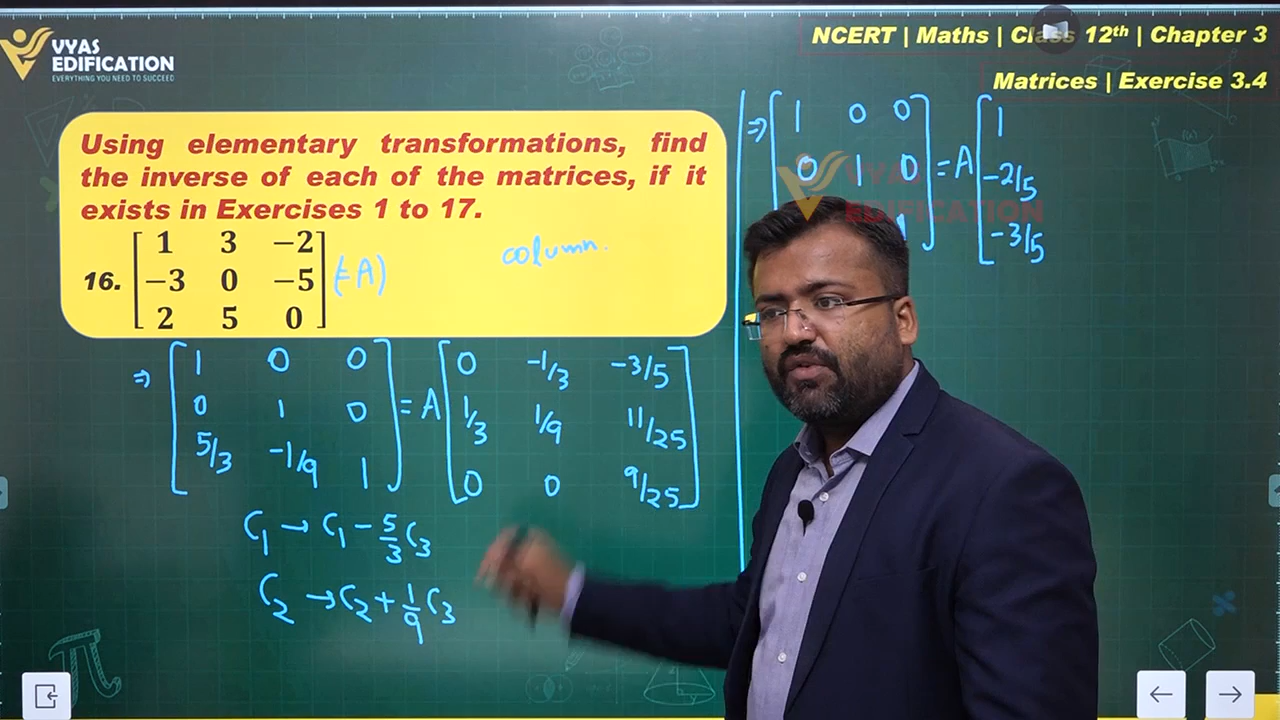 VYAS
EDIFICATION
EVERYTHING YOU NEED TO SUCCEED
NCERT | Maths | Class 12th | Chapter 3
Matrices | Exercise 3.4
Using elementary transformations, find
the inverse of each of the matrices, if it
exists in Exercises 1 to 17.
1 3 −2
16. −3 0 −5 (=A)
2 5 0
column.
⇒ 1 0 0 0 -1/3 -3/5
0 1 0 = A 1/3 1/9 11/25
5/3 -1/9 1 0 0 9/25
C₁ → C₁ - 5/3 C₃
C₂ → C₂ + 1/9 C₃
⇒ 1 0 0 1
0 1 0 = A -2/5
1 -3/5
VYAS
EDIFICATION